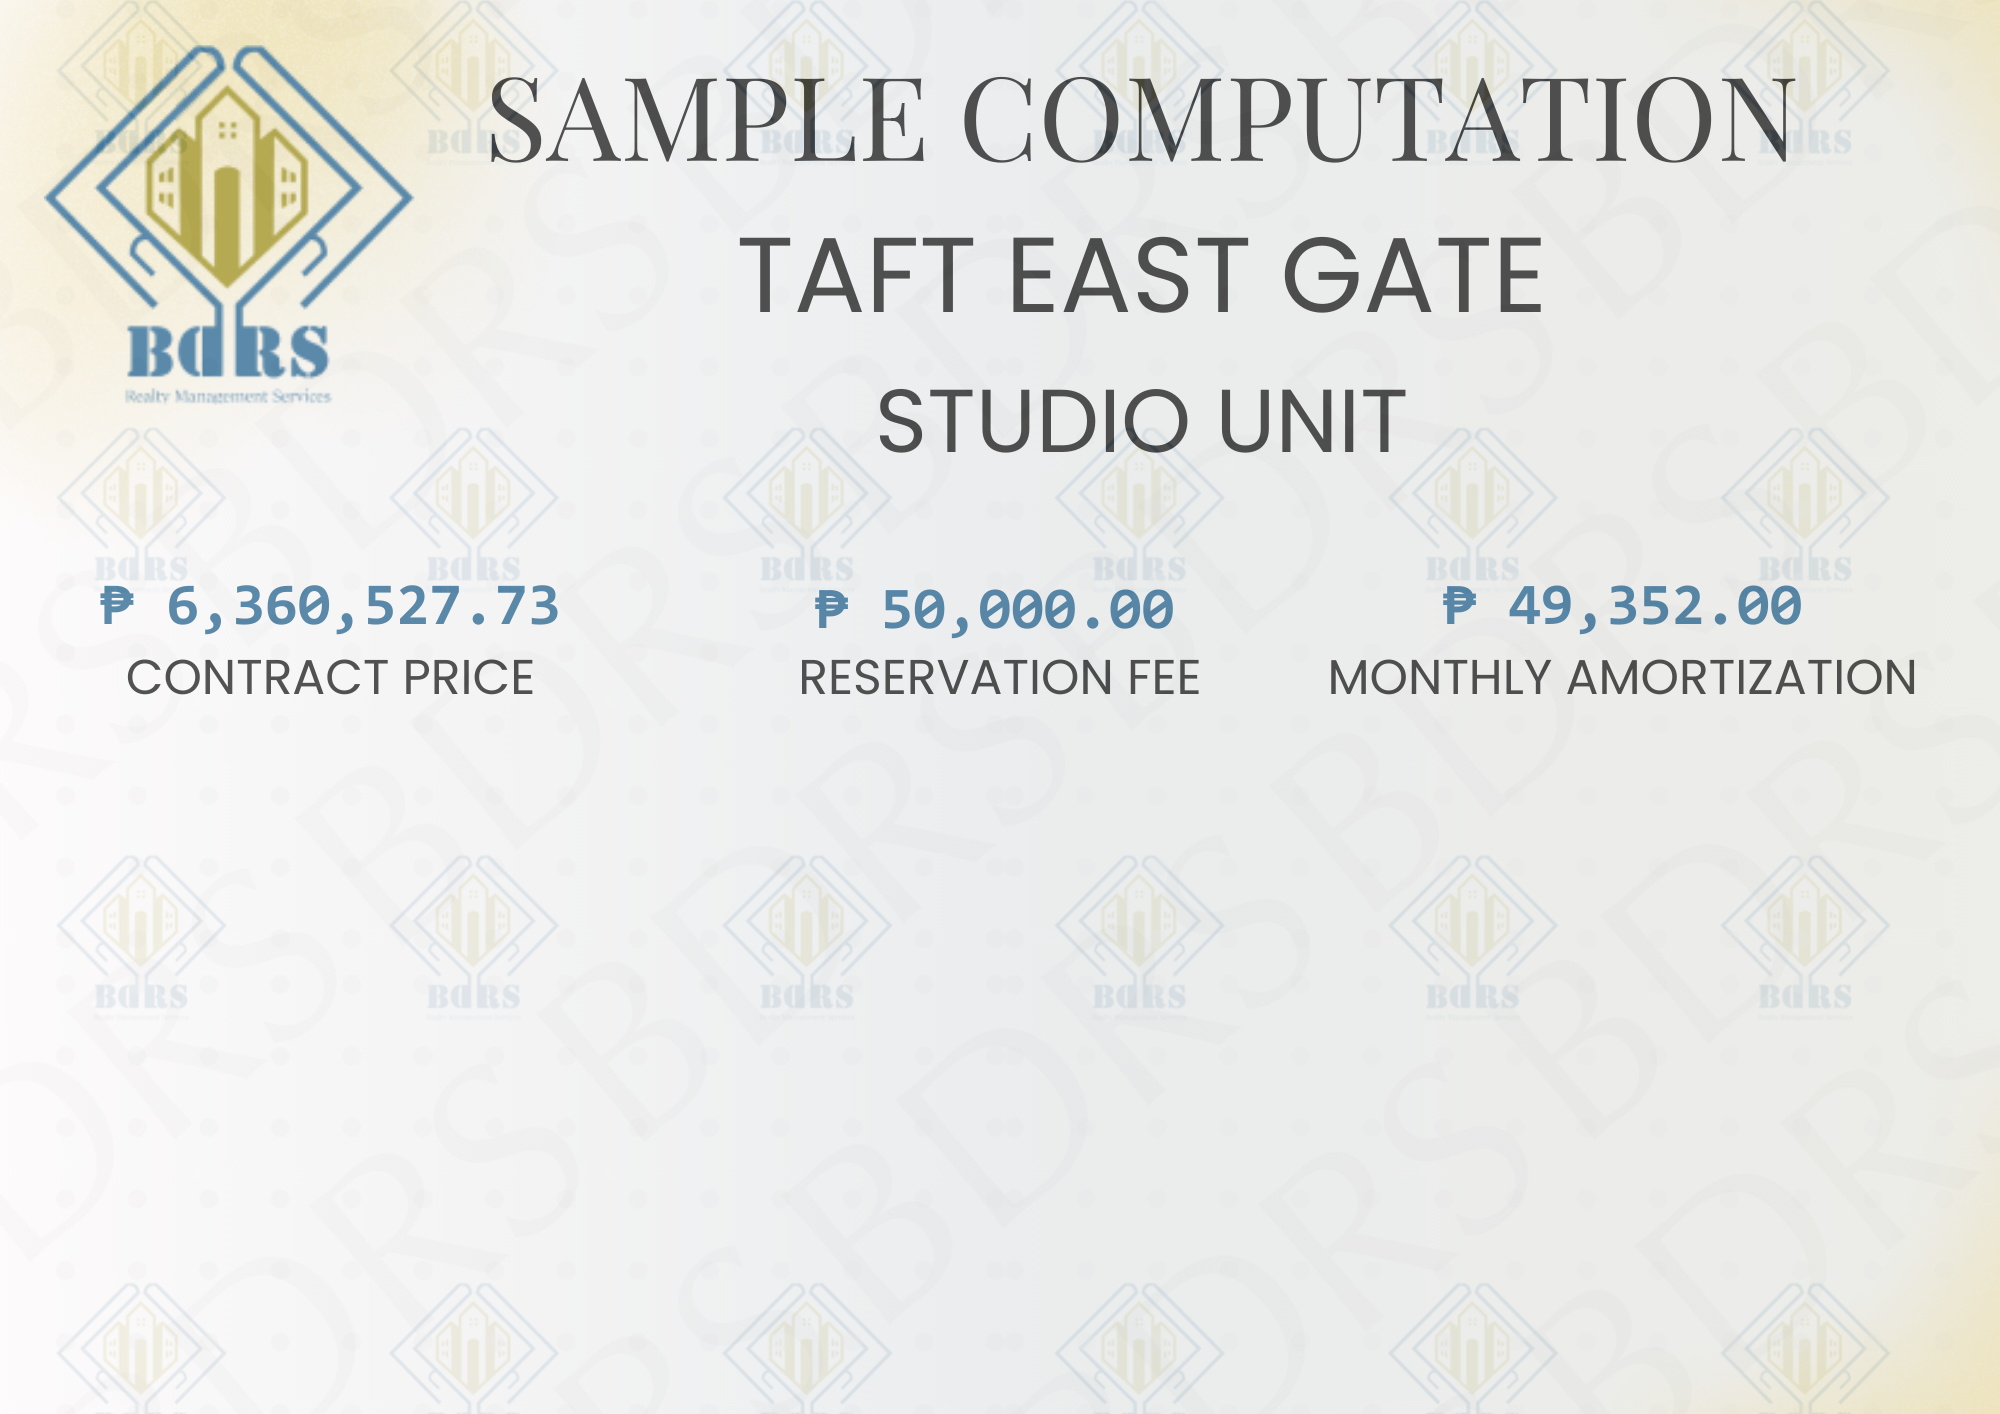 SAMPLE COMPUTATION
TAFT EAST GATE
STUDIO UNIT
BDRS
Realty Management Services
₱ 6,360,527.73
CONTRACT PRICE
₱ 50,000.00
RESERVATION FEE
₱ 49,352.00
MONTHLY AMORTIZATION